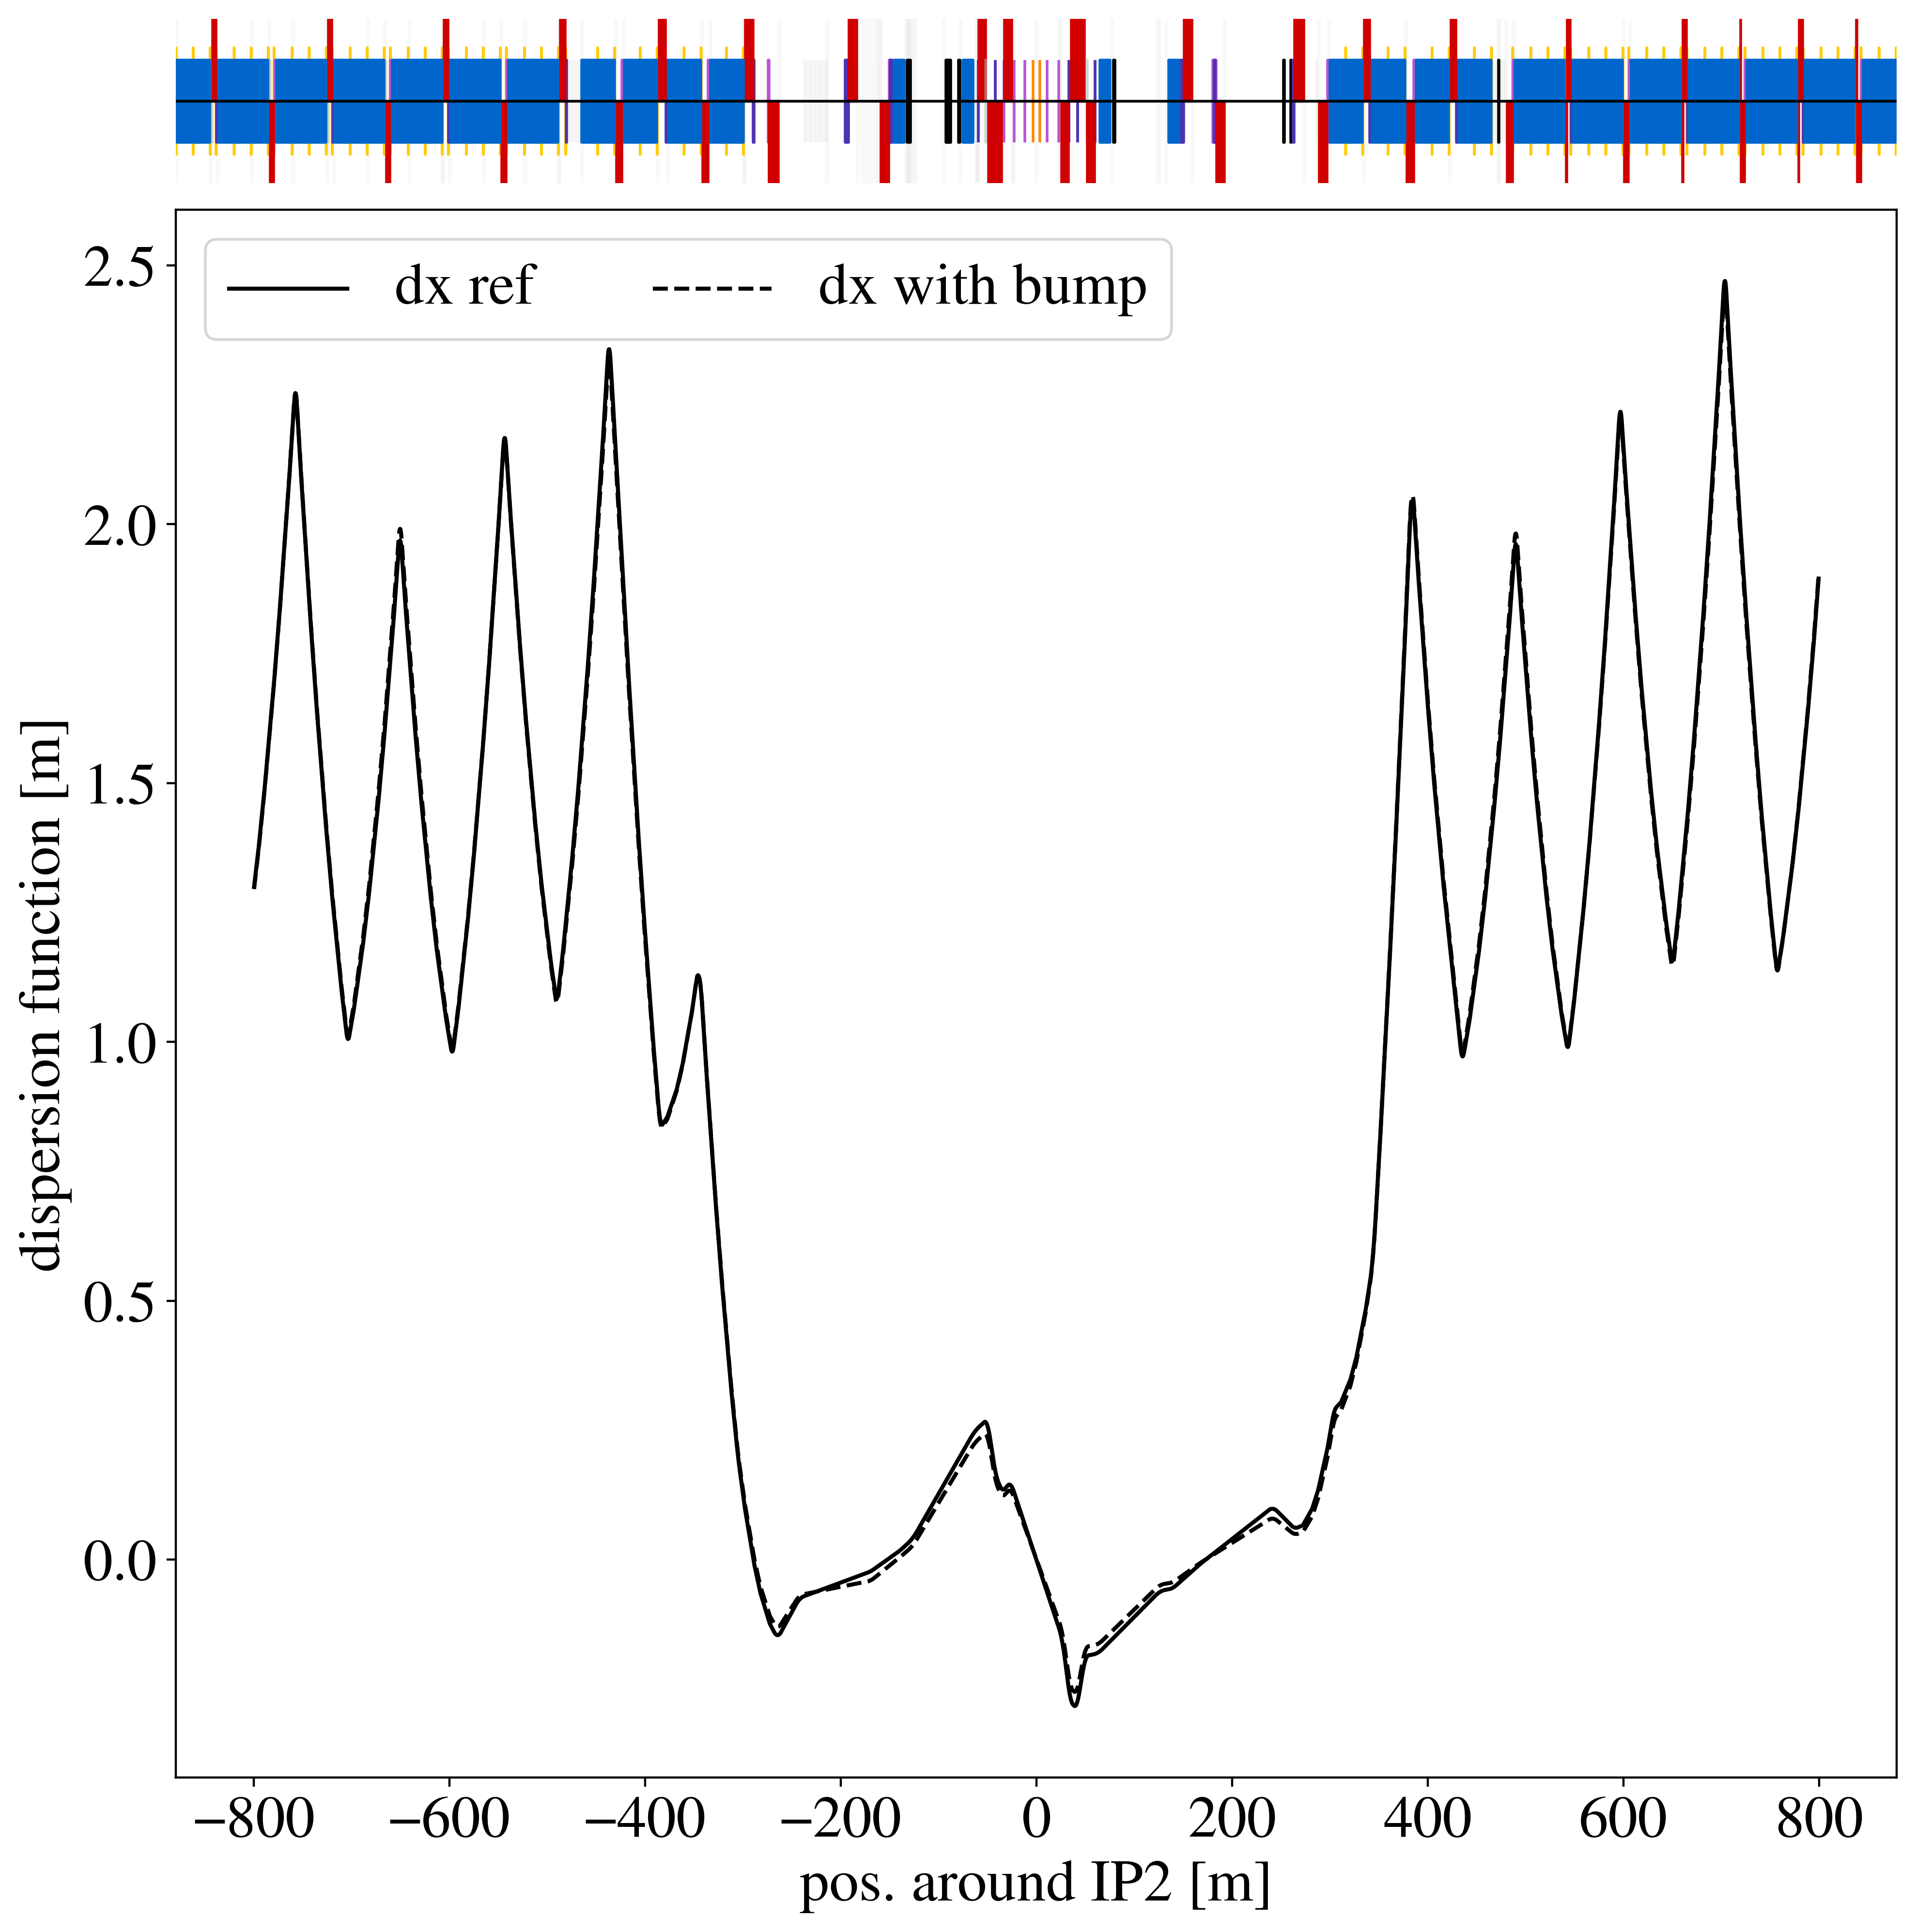 dx ref
dx with bump
2.5
2.0
1.5
1.0
0.5
0.0
dispersion function [m]
−800 −600 −400 −200 0 200 400 600 800
pos. around IP2 [m]